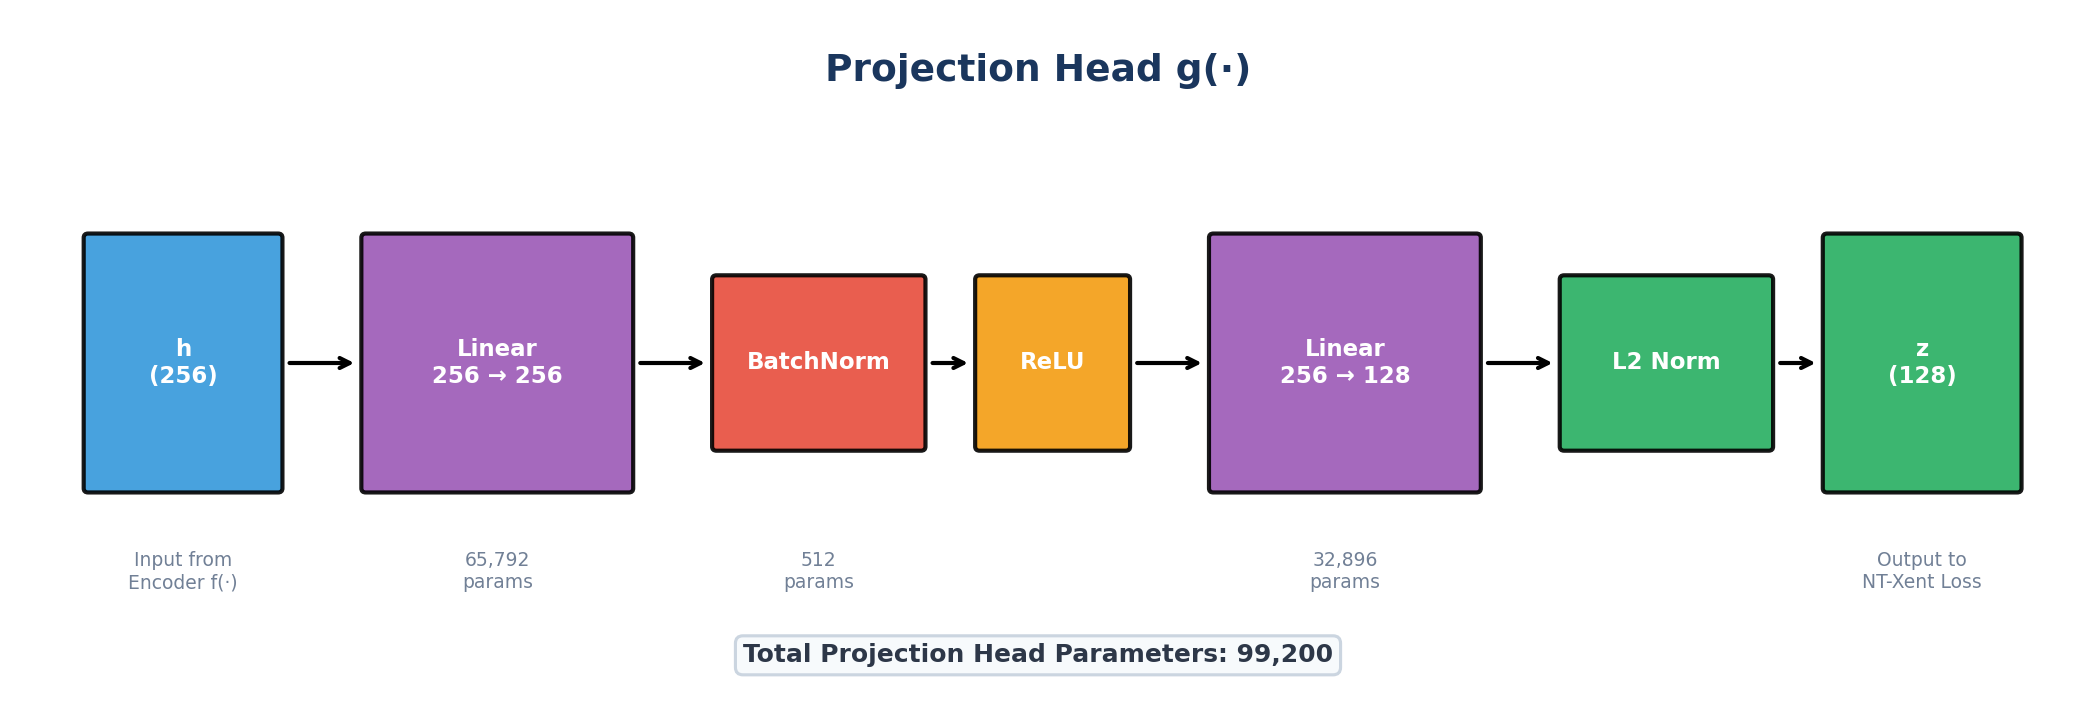 Projection Head g(·)
h
(256)
Linear
256 → 256
BatchNorm
ReLU
Linear
256 → 128
L2 Norm
z
(128)
Input from
Encoder f(·)
65,792
params
512
params
32,896
params
Output to
NT-Xent Loss
Total Projection Head Parameters: 99,200